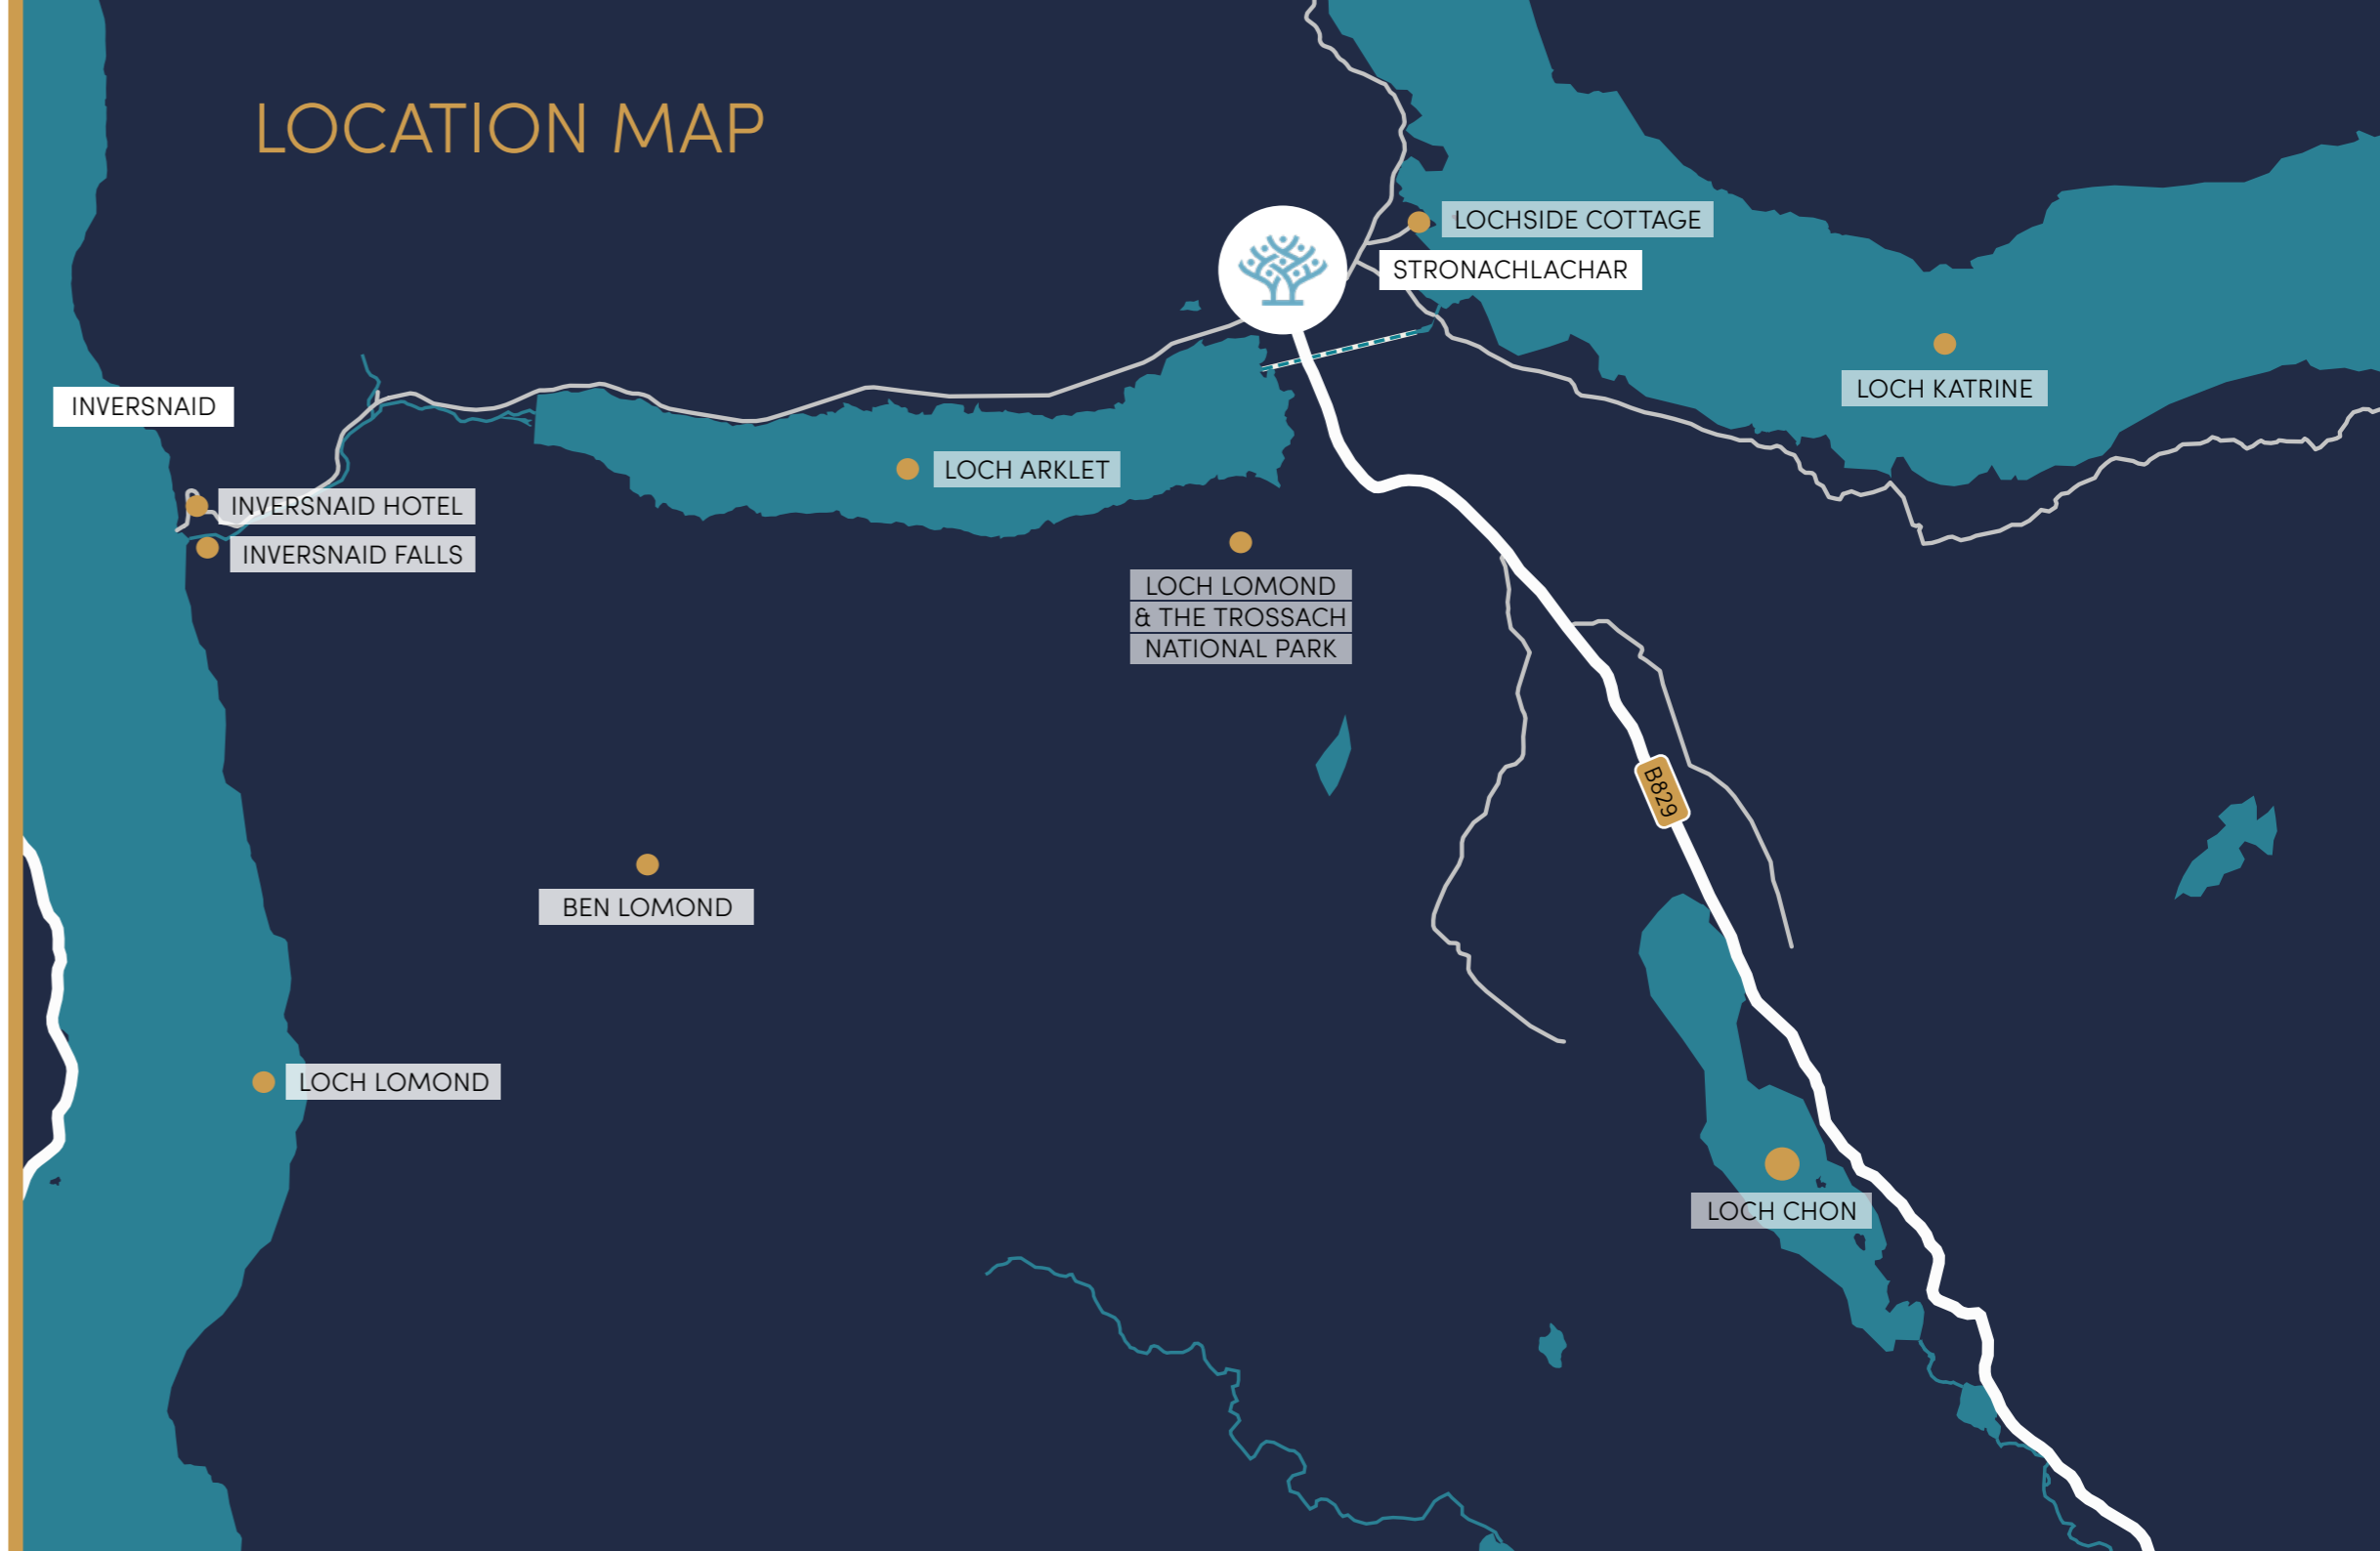 LOCATION MAP
LOCHSIDE COTTAGE
STRONACHLACHAR
LOCH KATRINE
INVERSNAID
LOCH ARKLET
INVERSNAID HOTEL
INVERSNAID FALLS
LOCH LOMOND
& THE TROSSACH
NATIONAL PARK
B829
BEN LOMOND
LOCH LOMOND
LOCH CHON